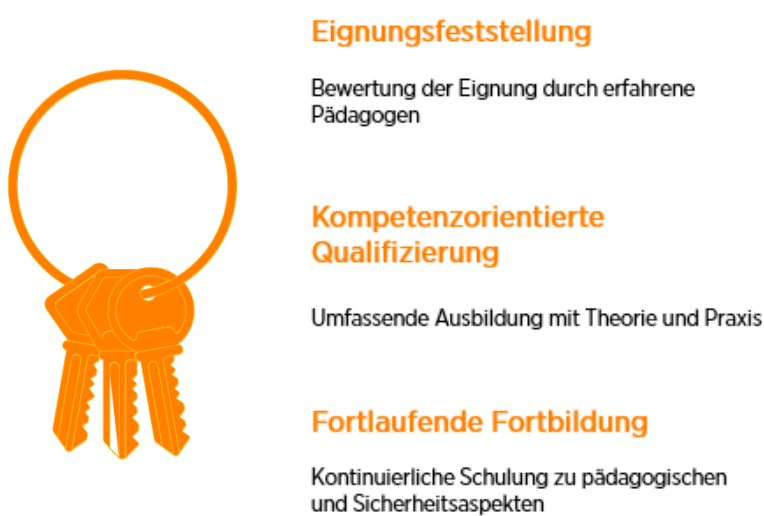 Eignungsfeststellung
Bewertung der Eignung durch erfahrene
Pädagogen
Kompetenzorientierte
Qualifizierung
Umfassende Ausbildung mit Theorie und Praxis
Fortlaufende Fortbildung
Kontinuierliche Schulung zu pädagogischen
und Sicherheitsaspekten